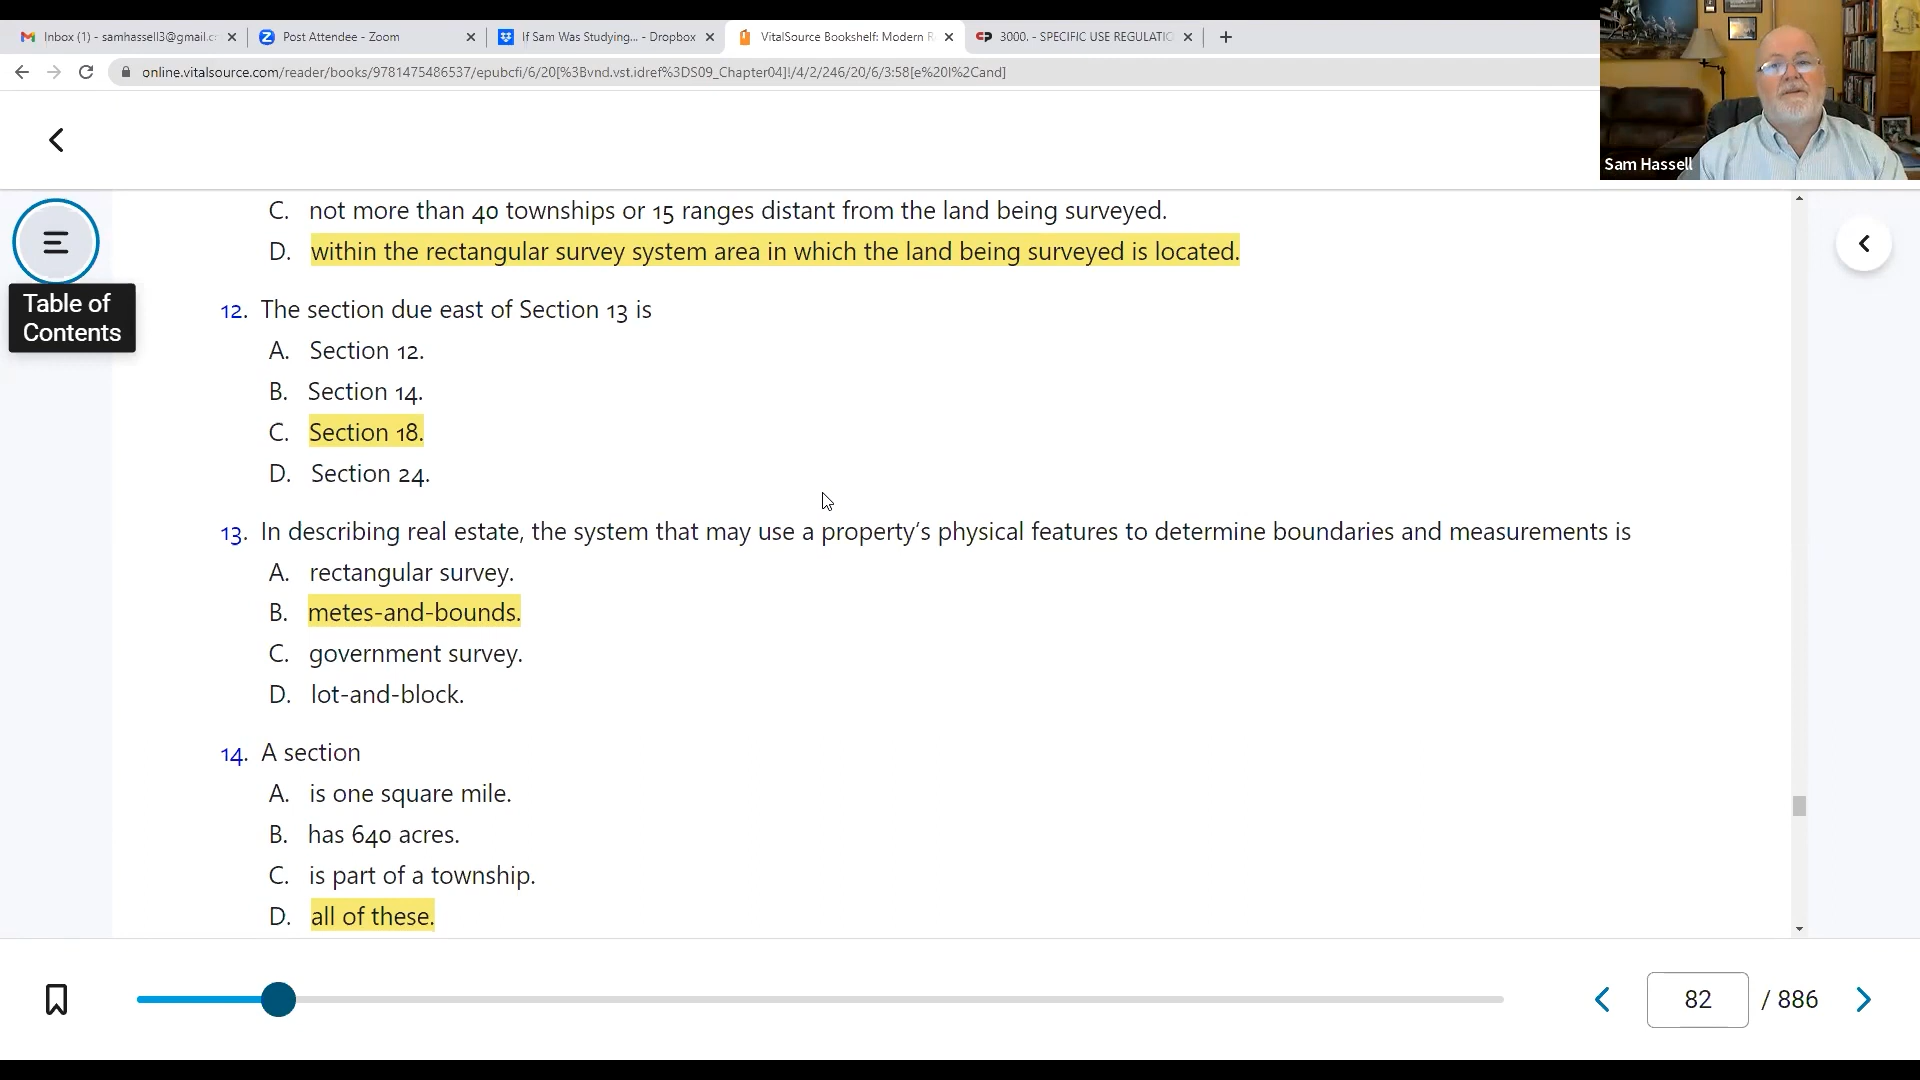 Inbox (1) - samhassell3@gmail.c
Post Attendee - Zoom
If Sam Was Studying... - Dropbox
VitalSource Bookshelf: Modern R
3000. - SPECIFIC USE REGULATIO
online.vitalsource.com/reader/books/9781475486537/epubcfi/6/20[%3Bvnd.vst.idref%3DS09_Chapter04]!/4/2/246/20/6/3:58[e%20l%2Cand]
Sam Hassell
Table of
Contents
C. not more than 40 townships or 15 ranges distant from the land being surveyed.
D. within the rectangular survey system area in which the land being surveyed is located.
12. The section due east of Section 13 is
A. Section 12.
B. Section 14.
C. Section 18.
D. Section 24.
13. In describing real estate, the system that may use a property's physical features to determine boundaries and measurements is
A. rectangular survey.
B. metes-and-bounds.
C. government survey.
D. lot-and-block.
14. A section
A. is one square mile.
B. has 640 acres.
C. is part of a township.
D. all of these.
82 / 886